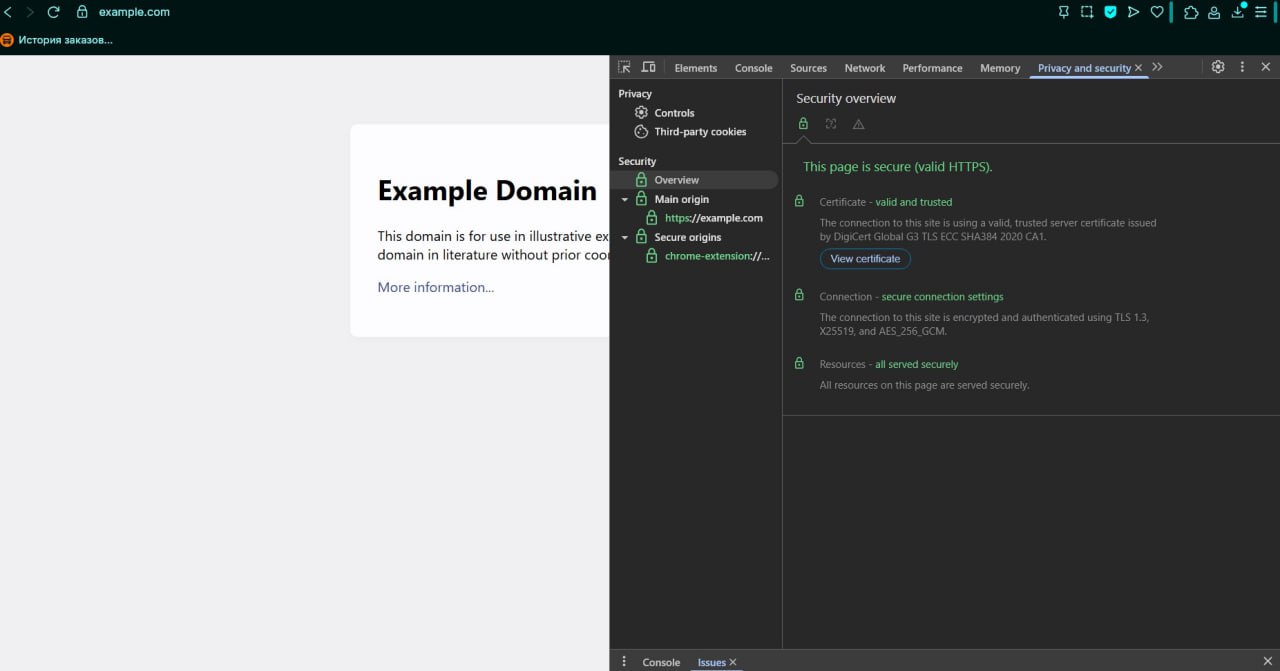 example.com
История заказов...
Elements Console Sources Network Performance Memory Privacy and security
Privacy
Controls
Third-party cookies
Security
Overview
Main origin
https://example.com
Secure origins
chrome-extension://...
Security overview
This page is secure (valid HTTPS).
Certificate - valid and trusted
The connection to this site is using a valid, trusted server certificate issued
by DigiCert Global G3 TLS ECC SHA384 2020 CA1.
View certificate
Connection - secure connection settings
The connection to this site is encrypted and authenticated using TLS 1.3,
X25519, and AES_256_GCM.
Resources - all served securely
All resources on this page are served securely.
Example Domain
This domain is for use in illustrative ex
domain in literature without prior coor
More information...
Console Issues